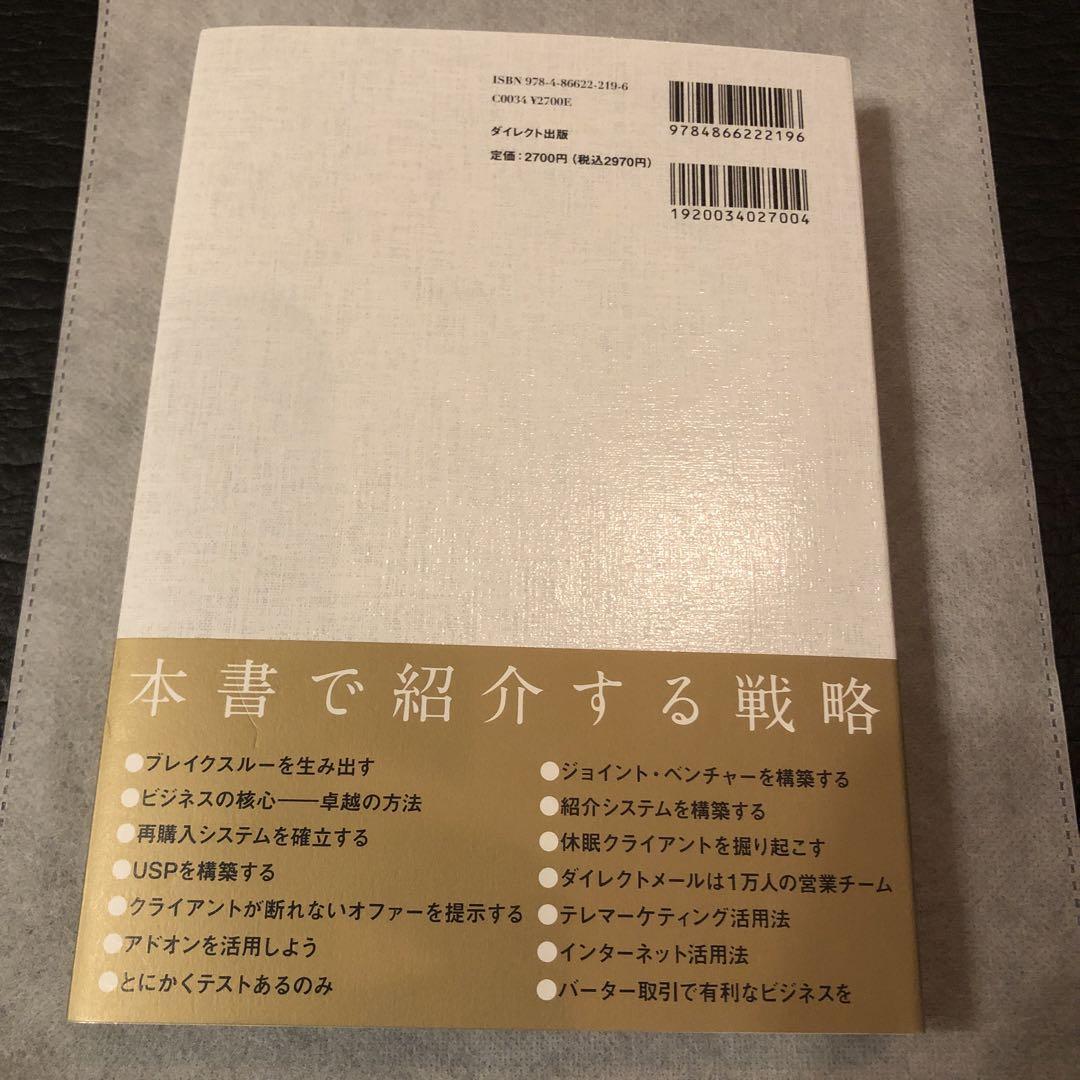 ISBN 978-4-86622-219-6
C0034 ¥2700E
ダイレクト出版
定価：2700円（税込2970円）
9784866222196
1920034027004
本書で紹介する戦略
●ブレイクスルーを生み出す
●ビジネスの核心——卓越の方法
●再購入システムを確立する
●USPを構築する
●クライアントが断れないオファーを提示する
●アドオンを活用しよう
●とにかくテストあるのみ
●ジョイント・ベンチャーを構築する
●紹介システムを構築する
●休眠クライアントを掘り起こす
●ダイレクトメールは1万人の営業チーム
●テレマーケティング活用法
●インターネット活用法
●バーター取引で有利なビジネスを